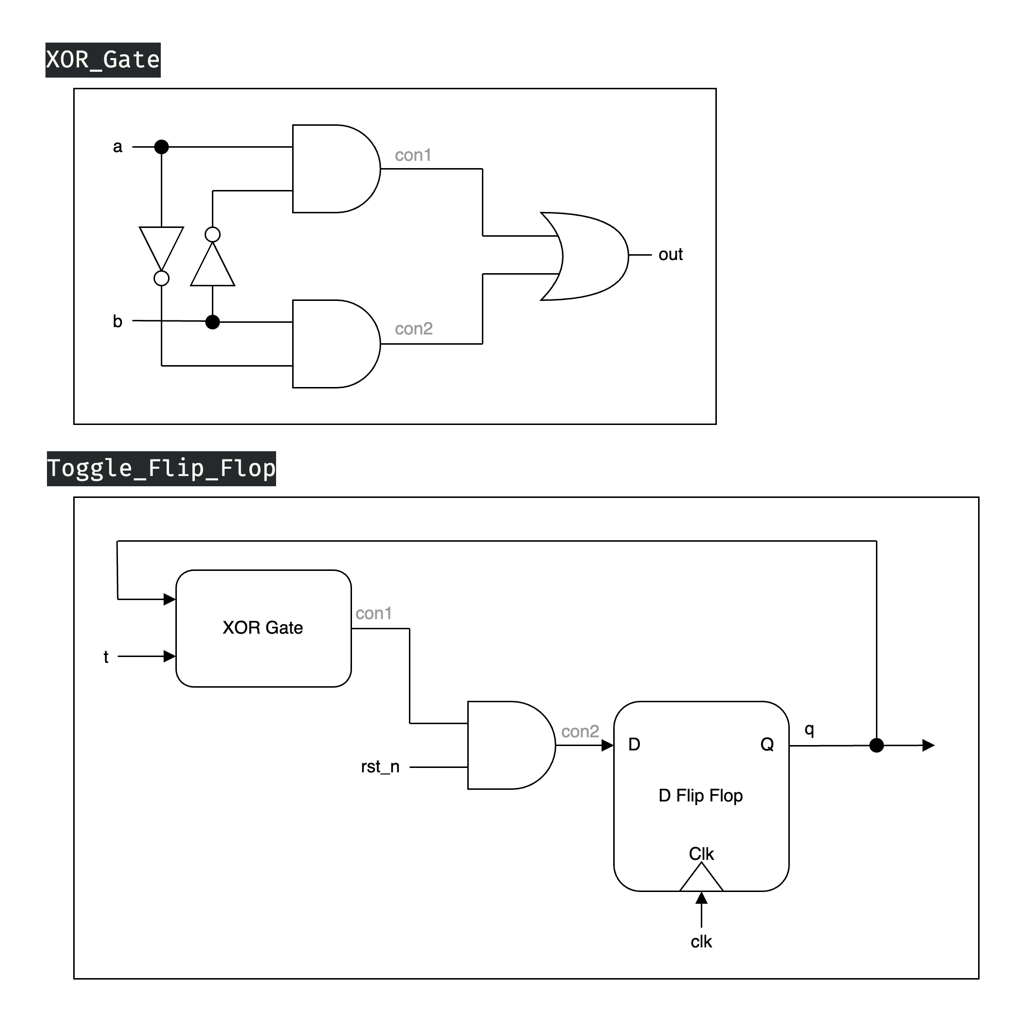 XOR_Gate
a
con1
out
b
con2
Toggle_Flip_Flop
con1
XOR Gate
t
con2
q
D
Q
rst_n
D Flip Flop
Clk
clk